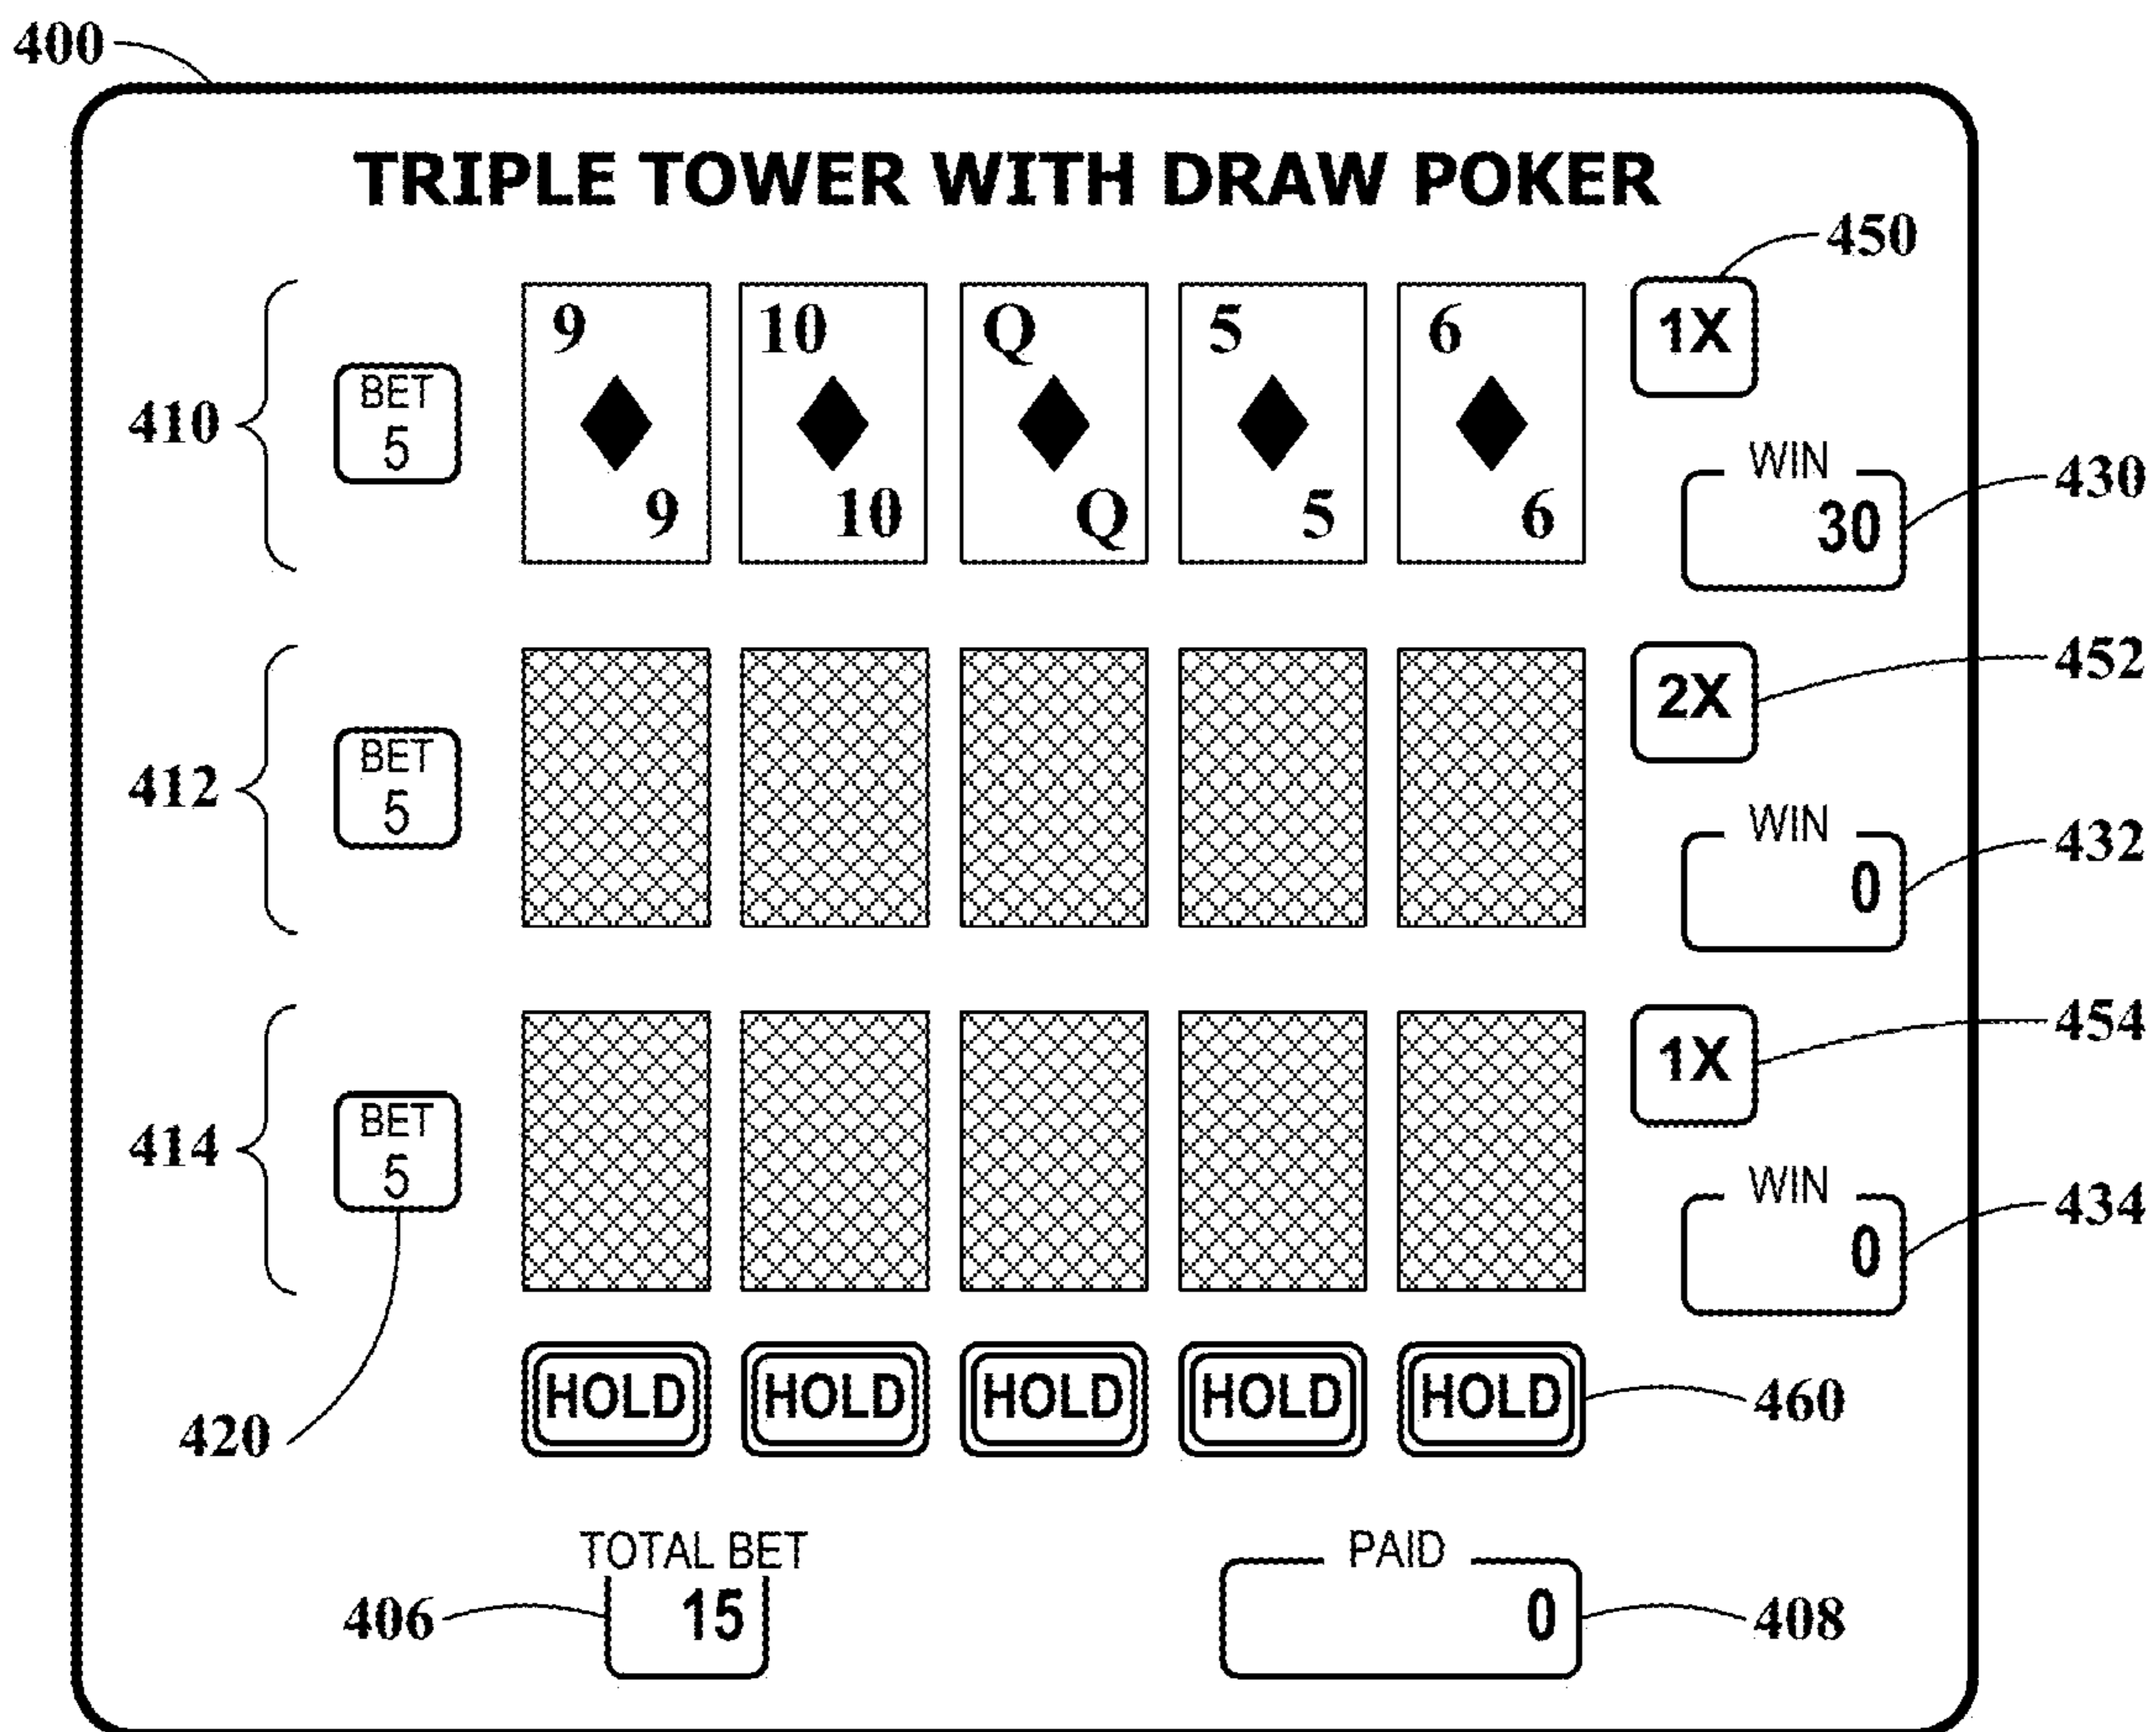 400
TRIPLE TOWER WITH DRAW POKER
450
9 10 Q 5 6 1X
410 BET
5
WIN
30 430
9 10 Q 5 6
452
2X
412 BET
5
WIN
0 432
454
1X
414 BET
5
WIN
0 434
HOLD HOLD HOLD HOLD HOLD 460
420
TOTAL BET PAID
406 15 0 408